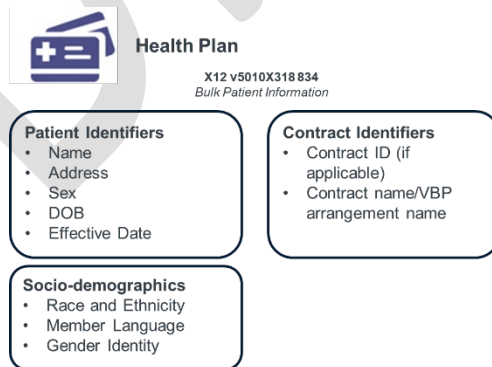 Health Plan
X12 v5010X318 834
Bulk Patient Information
Patient Identifiers
• Name
• Address
• Sex
• DOB
• Effective Date
Contract Identifiers
• Contract ID (if
applicable)
• Contract name/VBP
arrangement name
Socio-demographics
• Race and Ethnicity
• Member Language
• Gender Identity